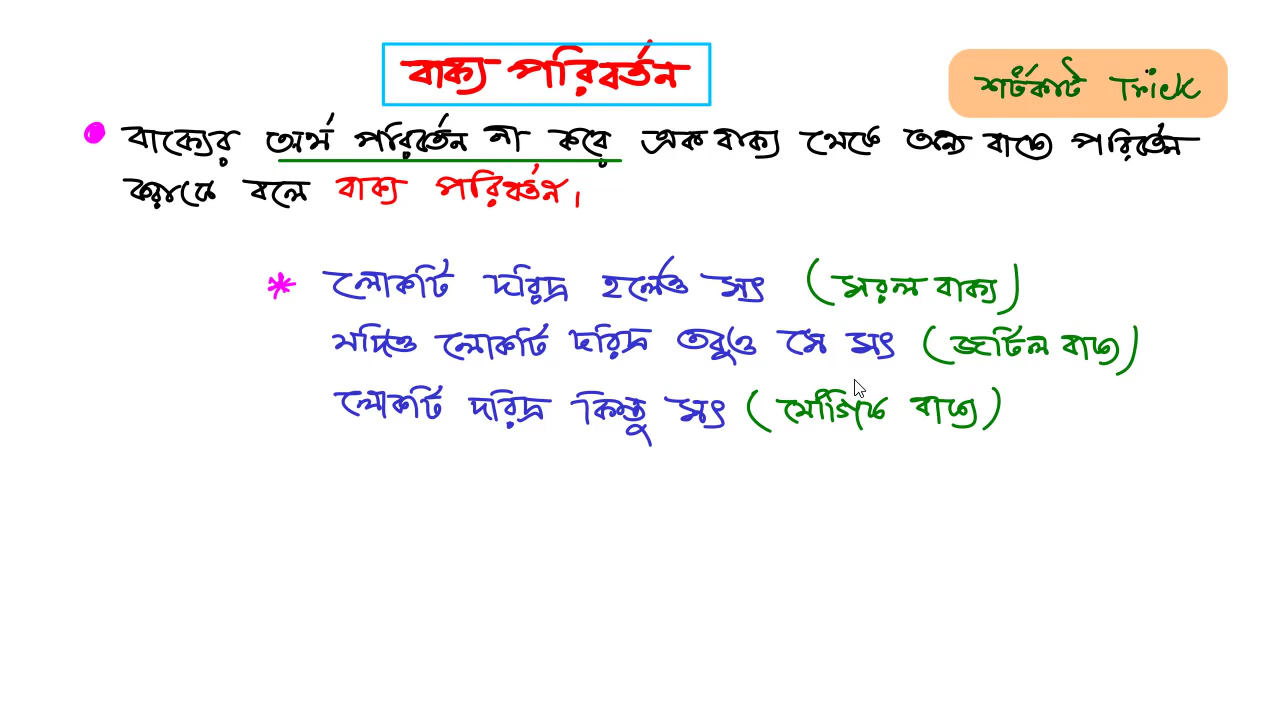 বাক্য পরিবর্তন
শর্টকাট Trick
বাক্যের অর্থ পরিবর্তন না করে এক বাক্য থেকে অন্য বাক্যে পরিবর্তন
করাকে বলে বাক্য পরিবর্তন।
* লোকটি দরিদ্র হলেও সৎ (সরল বাক্য)
যদিও লোকটি দরিদ্র তবুও সে সৎ (জটিল বাক্য)
লোকটি দরিদ্র কিন্তু সৎ (যৌগিক বাক্য)